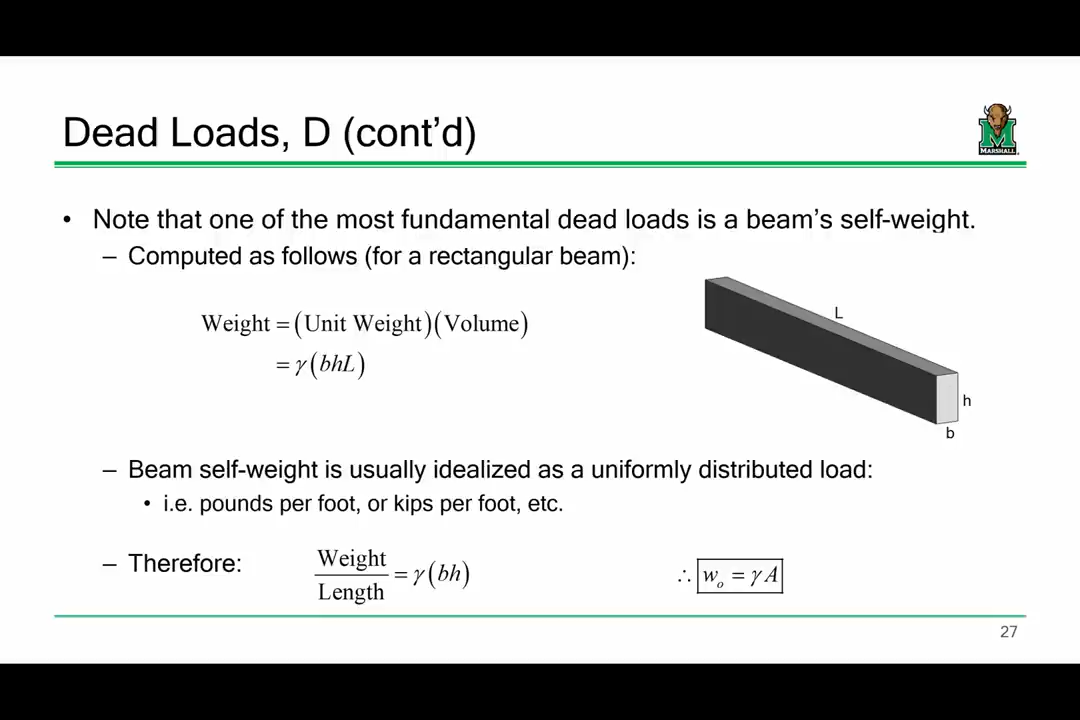 Dead Loads, D (cont'd)
MARSHALL
• Note that one of the most fundamental dead loads is a beam's self-weight.
– Computed as follows (for a rectangular beam):
Weight = (Unit Weight)(Volume)
= γ(bhL)
L
h
b
– Beam self-weight is usually idealized as a uniformly distributed load:
• i.e. pounds per foot, or kips per foot, etc.
– Therefore:
Weight
Length
= γ(bh)
∴ wₒ = γA
27